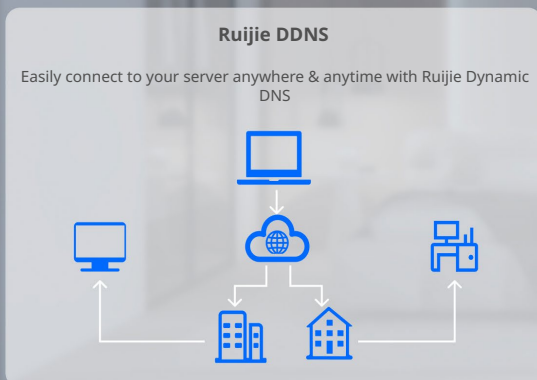 Ruijie DDNS
Easily connect to your server anywhere & anytime with Ruijie Dynamic
DNS